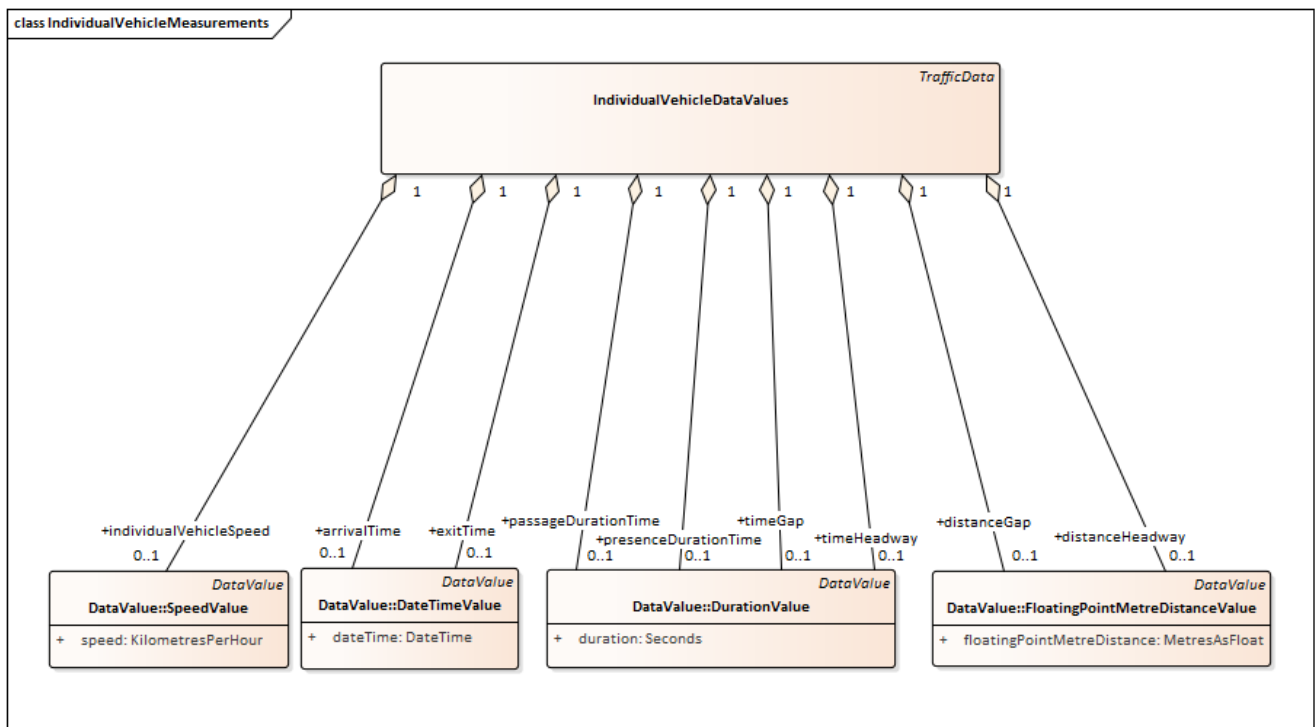 class IndividualVehicleMeasurements
TrafficData
IndividualVehicleDataValues
1 1 1 1 1 1 1 1 1
+individualVehicleSpeed +arrivalTime +exitTime +passageDurationTime +timeGap +distanceGap
+presenceDurationTime +timeHeadway +distanceHeadway
0..1 0..1 0..1 0..1 0..1 0..1 0..1 0..1 0..1
DataValue
DataValue::SpeedValue
+ speed: KilometresPerHour
DataValue
DataValue::DateTimeValue
+ dateTime: DateTime
DataValue
DataValue::DurationValue
+ duration: Seconds
DataValue
DataValue::FloatingPointMetreDistanceValue
+ floatingPointMetreDistance: MetresAsFloat